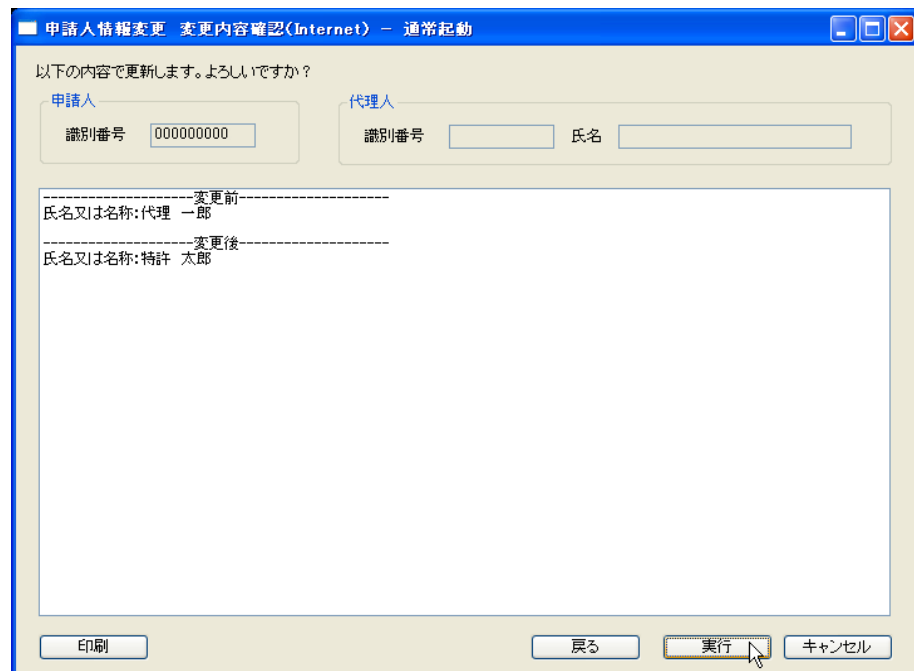 申請人情報変更 変更内容確認(Internet) - 通常起動
以下の内容で更新します。よろしいですか？
申請人
代理人
識別番号 000000000
識別番号
氏名
--------------------変更前--------------------
氏名又は名称:代理 一郎
--------------------変更後--------------------
氏名又は名称:特許 太郎
印刷
戻る
実行
キャンセル